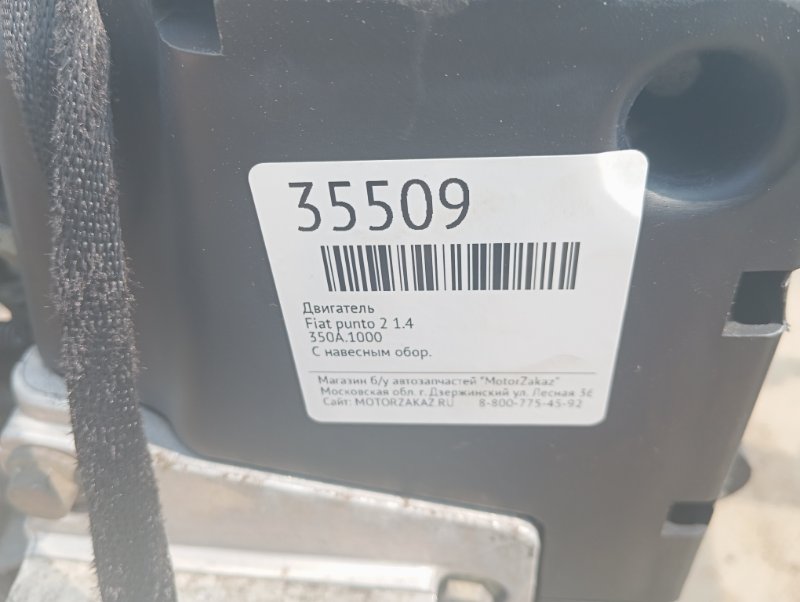 35509
Двигатель
Fiat punto 2 1.4
350A.1000
С навесным обор.
Магазин б/у автозапчастей "MotorZakaz"
Московская обл. г. Дзержинский ул. Лесная 3Е
Сайт: MOTORZAKAZ.RU 8-800-775-45-92